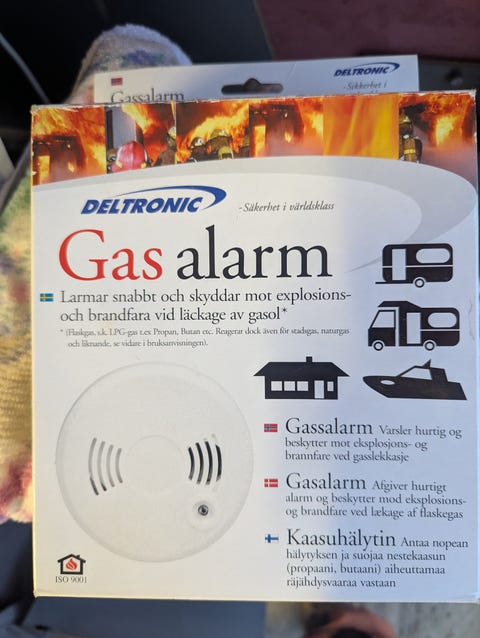 DELTRONIC
Gassalarm
-Sikkerhet i
DELTRONIC
-Säkerhet i världsklass
Gas alarm
Larmar snabbt och skyddar mot explosions-
och brandfara vid läckage av gasol*
* (Flaskgas, s.k. LPG-gas t.ex Propan, Butan etc. Reagerar dock även för stadsgas, naturgas
och liknande, se vidare i bruksanvisningen).
Gassalarm Varsler hurtig og
beskytter mot eksplosjons- og
brannfare ved gasslekkasje
Gasalarm Afgiver hurtigt
alarm og beskytter mod eksplosions-
og brandfare ved lækage af flaskegas
Kaasuhälytin Antaa nopean
hälytyksen ja suojaa nestekaasun
(propaani, butaani) aiheuttamaa
räjähdysvaaraa vastaan
ISO 9001